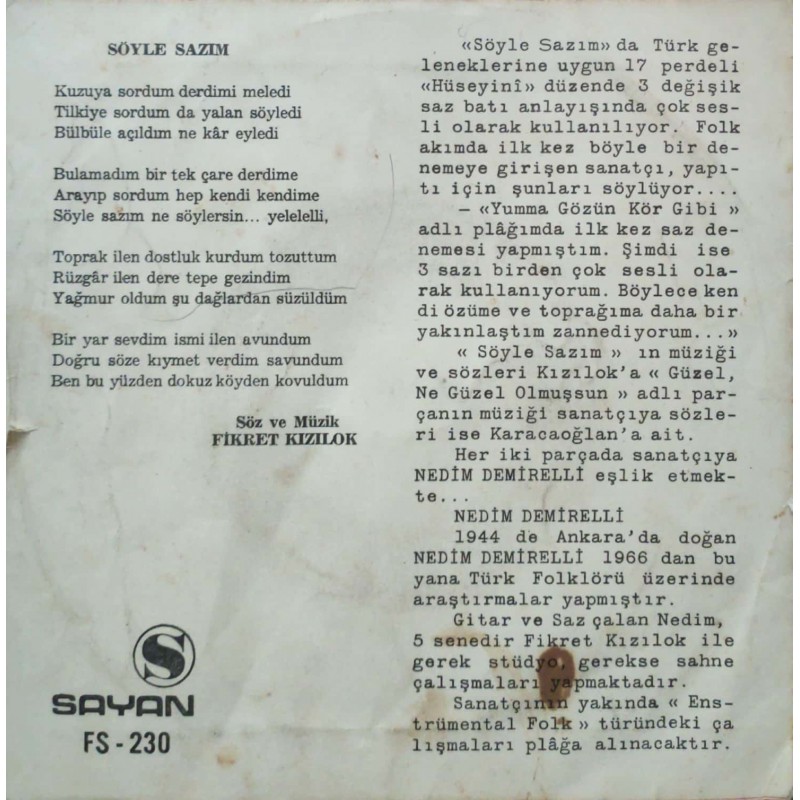 SÖYLE SAZIM
Kuzuya sordum derdimi meledi
Tilkiye sordum da yalan söyledi
Bülbüle açıldım ne kâr eyledi
Bulamadım bir tek çare derdime
Arayıp sordum hep kendi kendime
Söyle sazım ne söylersin... yelelelli,
Toprak ilen dostluk kurdum tozuttum
Rüzgâr ilen dere tepe gezindim
Yağmur oldum şu dağlardan süzüldüm
Bir yar sevdim ismi ilen avundum
Doğru söze kıymet verdim savundum
Ben bu yüzden dokuz köyden kovuldum
Söz ve Müzik
FİKRET KIZILOK
S
SAYAN
FS - 230
«Söyle Sazım» da Türk ge-
leneklerine uygun 17 perdeli
«Hüseyinî» düzende 3 değişik
saz batı anlayışında çok ses-
li olarak kullanılıyor. Folk
akımda ilk kez böyle bir de-
nemeye girişen sanatçı, yapı-
tı için şunları söylüyor....
— «Yumma Gözün Kör Gibi »
adlı plâğımda ilk kez saz de-
nemesi yapmıştım. Şimdi ise
3 sazı birden çok sesli ola-
rak kullanıyorum. Böylece ken
di özüme ve toprağıma daha bir
yakınlaştım zannediyorum...»
« Söyle Sazım » ın müziği
ve sözleri Kızılok'a « Güzel,
Ne Güzel Olmuşsun » adlı par-
çanın müziği sanatçıya sözle-
ri ise Karacaoğlan'a ait.
Her iki parçada sanatçıya
NEDİM DEMİRELLİ eşlik etmek-
te...
NEDİM DEMİRELLİ
1944 de Ankara'da doğan
NEDİM DEMİRELLİ 1966 dan bu
yana Türk Folklörü üzerinde
araştırmalar yapmıştır.
Gitar ve Saz çalan Nedim,
5 senedir Fikret Kızılok ile
gerek stüdyo, gerekse sahne
çalışmaları yapmaktadır.
Sanatçının yakında « Ens-
trümental Folk » türündeki ça
lışmaları plâğa alınacaktır.